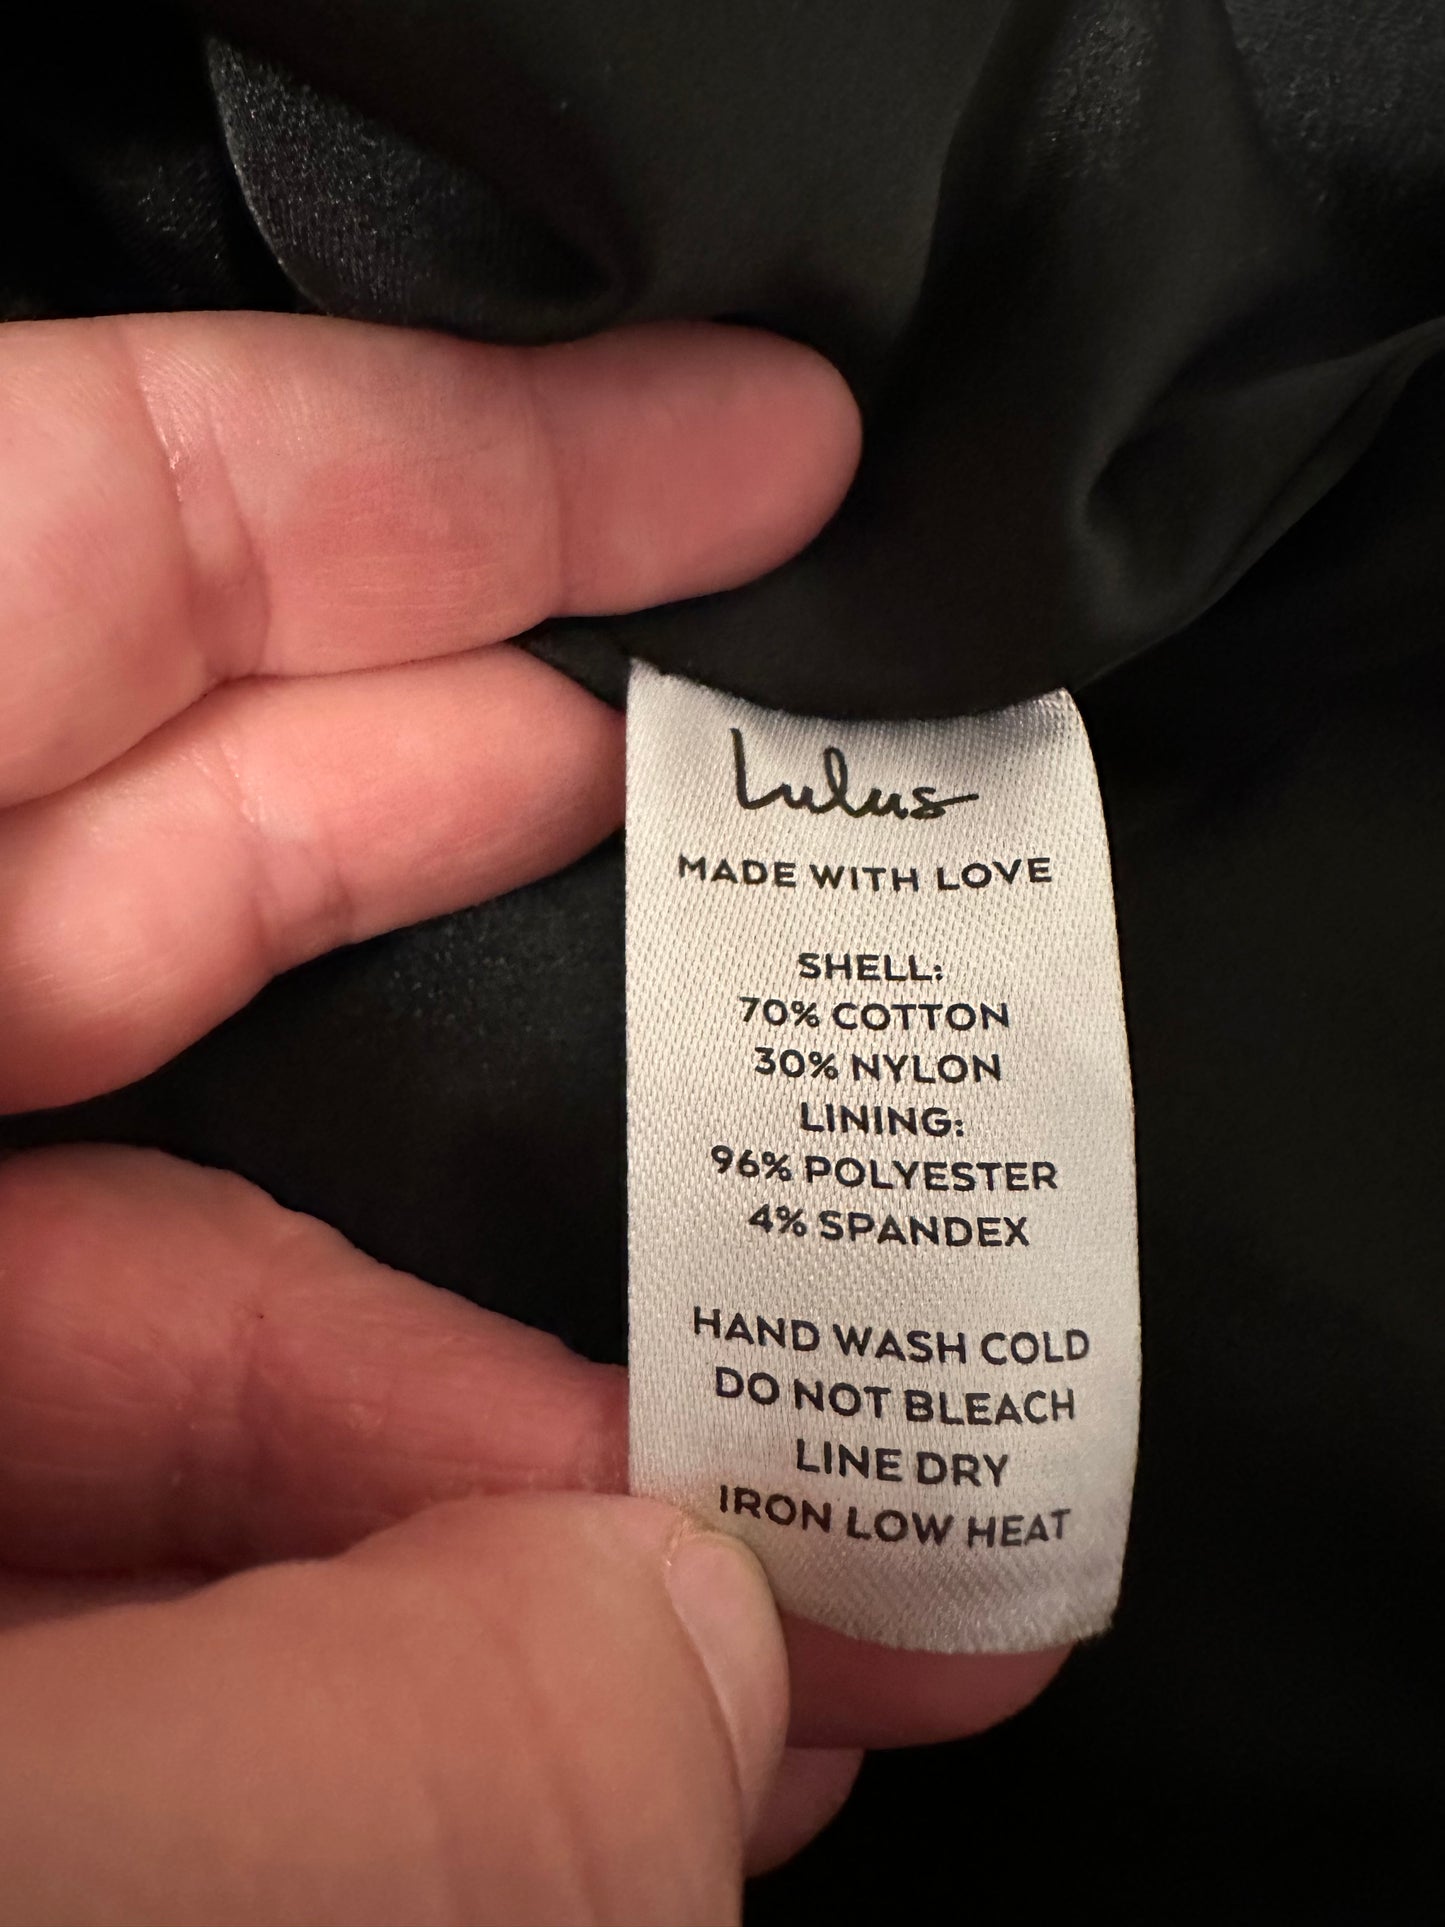 Lulus
MADE WITH LOVE
SHELL:
70% COTTON
30% NYLON
LINING:
96% POLYESTER
4% SPANDEX
HAND WASH COLD
DO NOT BLEACH
LINE DRY
IRON LOW HEAT